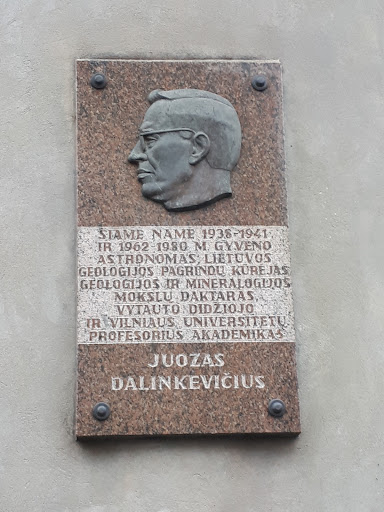 ŠIAME NAME 1938-1941
IR 1962-1980 M. GYVENO
ASTRONOMAS, LIETUVOS
GEOLOGIJOS PAGRINDŲ KŪRĖJAS,
GEOLOGIJOS IR MINERALOGIJOS
MOKSLŲ DAKTARAS,
VYTAUTO DIDŽIOJO
IR VILNIAUS UNIVERSITETŲ
PROFESORIUS AKADEMIKAS
JUOZAS
DALINKEVIČIUS